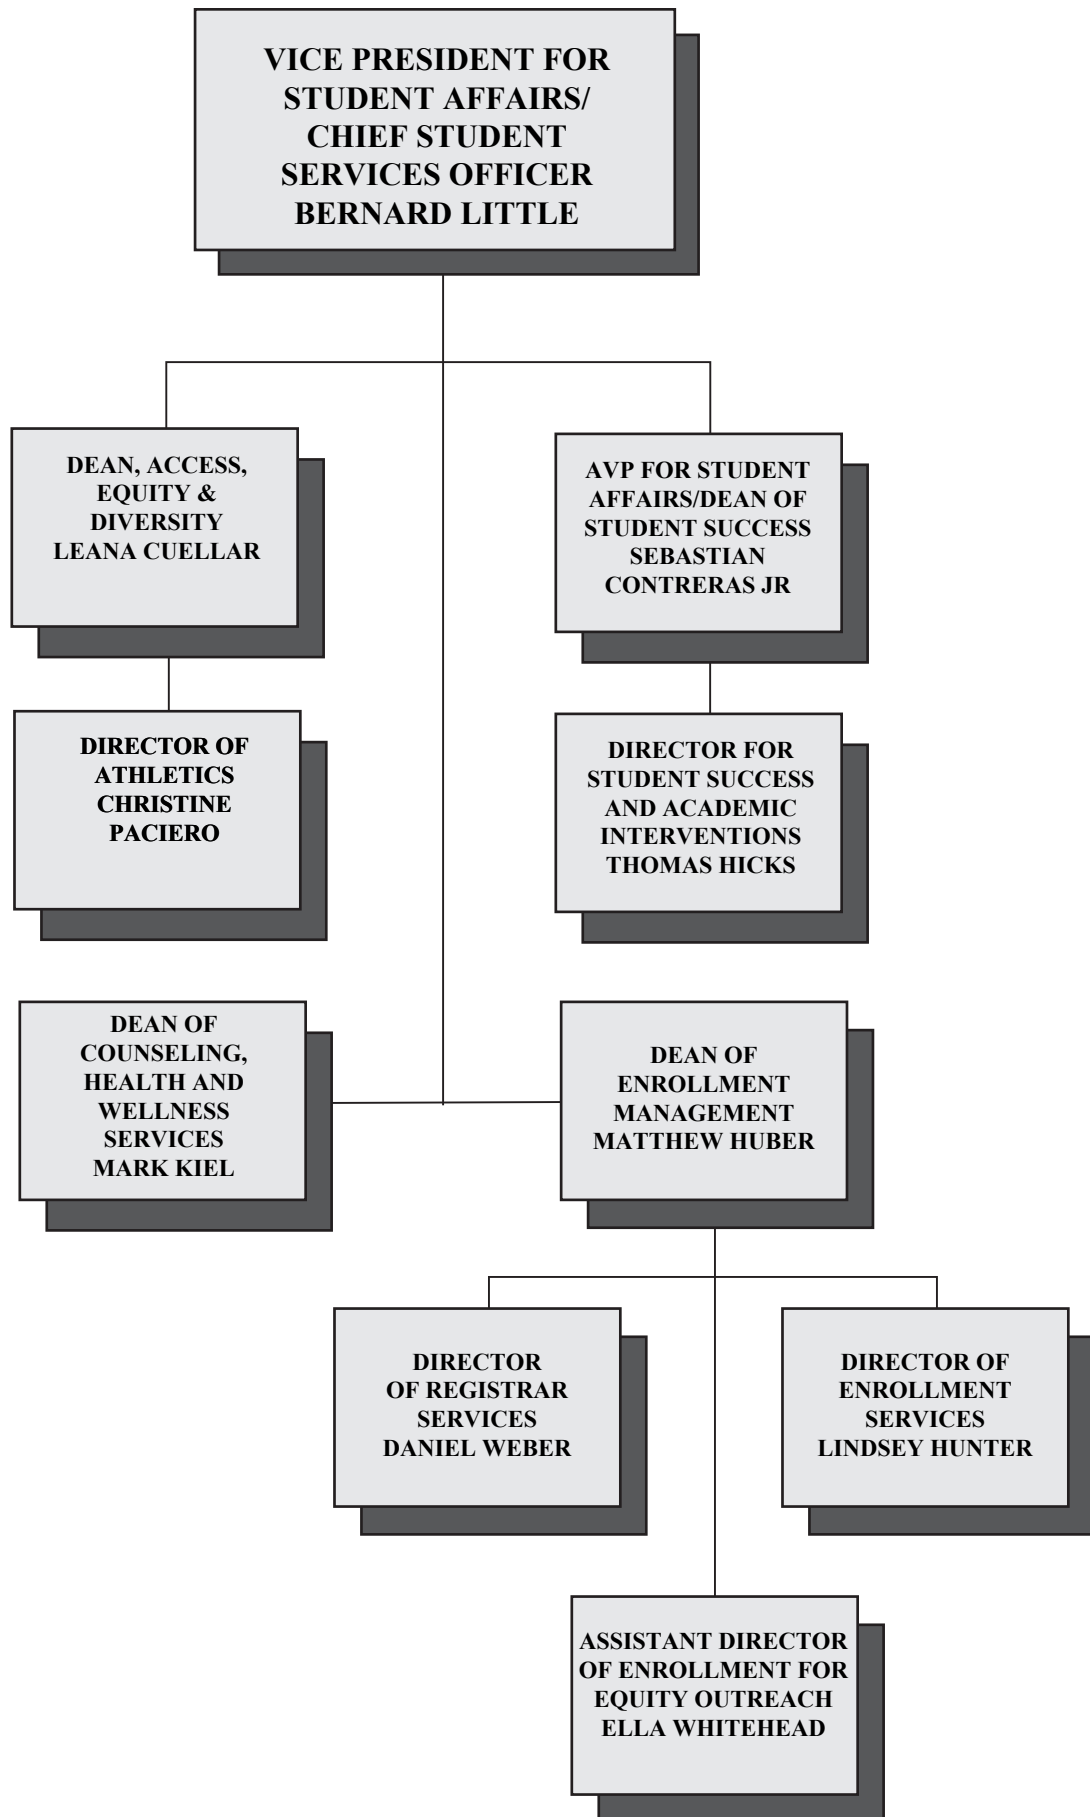 VICE PRESIDENT FOR
STUDENT AFFAIRS/
CHIEF STUDENT
SERVICES OFFICER
BERNARD LITTLE
DEAN, ACCESS,
EQUITY &
DIVERSITY
LEANA CUELLAR
AVP FOR STUDENT
AFFAIRS/DEAN OF
STUDENT SUCCESS
SEBASTIAN
CONTRERAS JR
DIRECTOR OF
ATHLETICS
CHRISTINE
PACIERO
DIRECTOR FOR
STUDENT SUCCESS
AND ACADEMIC
INTERVENTIONS
THOMAS HICKS
DEAN OF
COUNSELING,
HEALTH AND
WELLNESS
SERVICES
MARK KIEL
DEAN OF
ENROLLMENT
MANAGEMENT
MATTHEW HUBER
DIRECTOR
OF REGISTRAR
SERVICES
DANIEL WEBER
DIRECTOR OF
ENROLLMENT
SERVICES
LINDSEY HUNTER
ASSISTANT DIRECTOR
OF ENROLLMENT FOR
EQUITY OUTREACH
ELLA WHITEHEAD